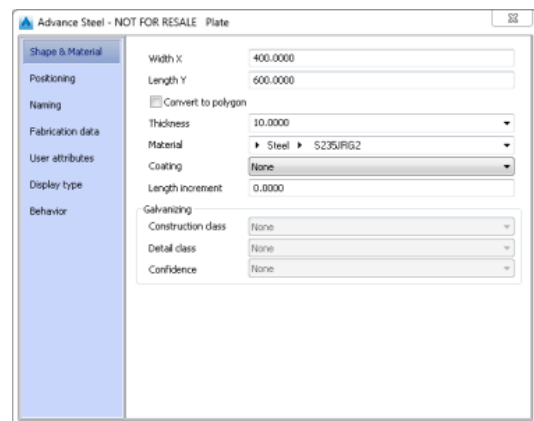 Advance Steel - NOT FOR RESALE Plate
Shape & Material
Positioning
Naming
Fabrication data
User attributes
Display type
Behavior
Width X 400.0000
Length Y 600.0000
Convert to polygon
Thickness 10.0000
Material Steel S235JRG2
Coating None
Length increment 0.0000
Galvanizing
Construction class None
Detail class None
Confidence None